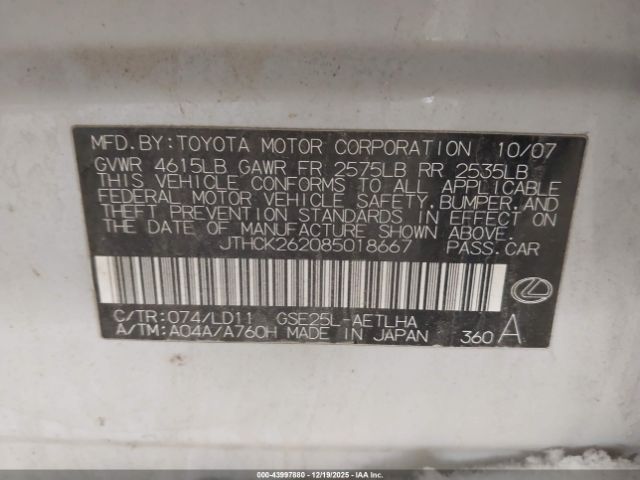 MFD.BY:TOYOTA MOTOR CORPORATION 10/07
GVWR 4615LB GAWR FR 2575LB RR 2535LB
THIS VEHICLE CONFORMS TO ALL APPLICABLE
FEDERAL MOTOR VEHICLE SAFETY,BUMPER,AND
THEFT PREVENTION STANDARDS IN EFFECT ON
THE DATE OF MANUFACTURE SHOWN ABOVE.
JTHCK262085018667 PASS.CAR
C/TR:074/LD11 GSE25L-AETLHA
A/TM:A04A/A760H MADE IN JAPAN 360 A
000-43997880 - 12/19/2025 - IAA Inc.